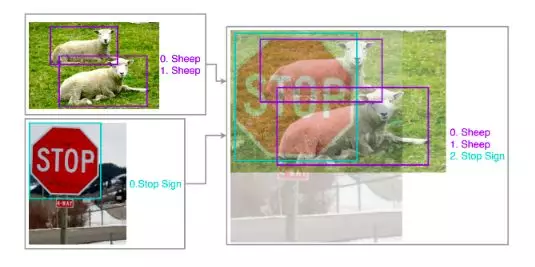 0. Sheep
1. Sheep
STOP
4-WAY
0.Stop Sign
STOP
0. Sheep
1. Sheep
2. Stop Sign